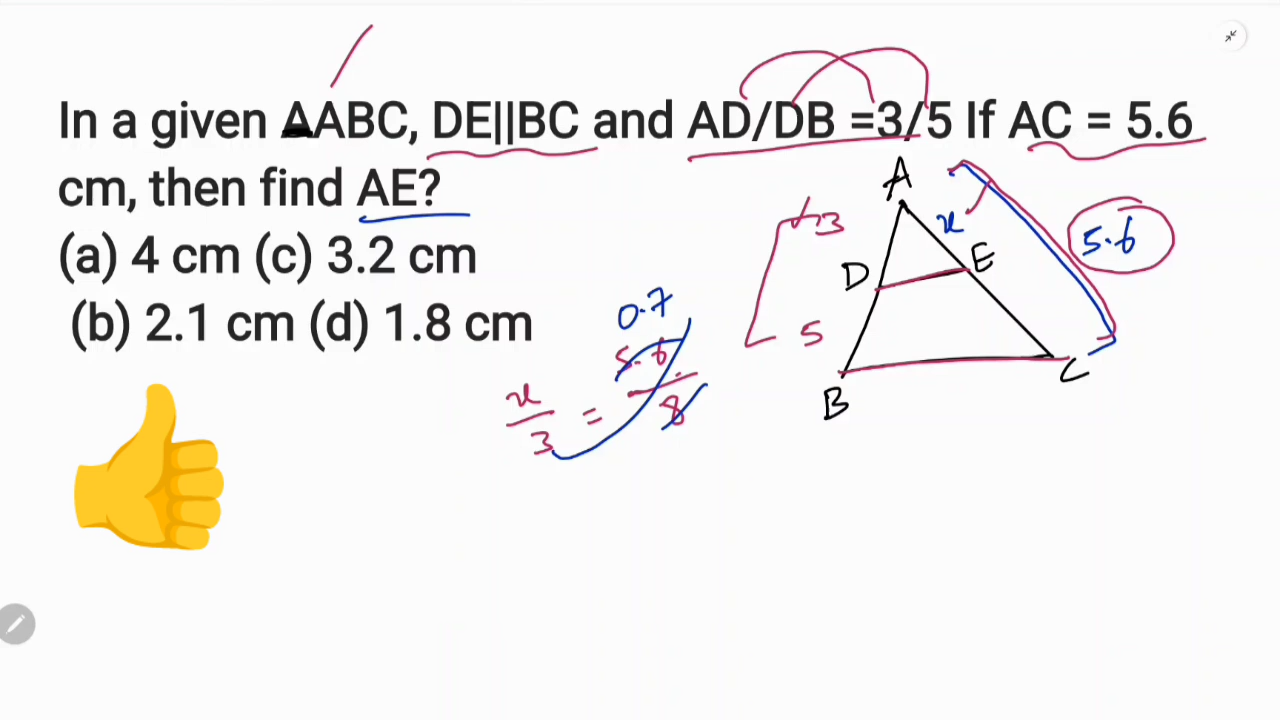 In a given ΔABC, DE||BC and AD/DB =3/5 If AC = 5.6
cm, then find AE?
(a) 4 cm (c) 3.2 cm
(b) 2.1 cm (d) 1.8 cm
A
3
x
5.6
D
E
5
B
C
0.7
x/3 = 5.6/8